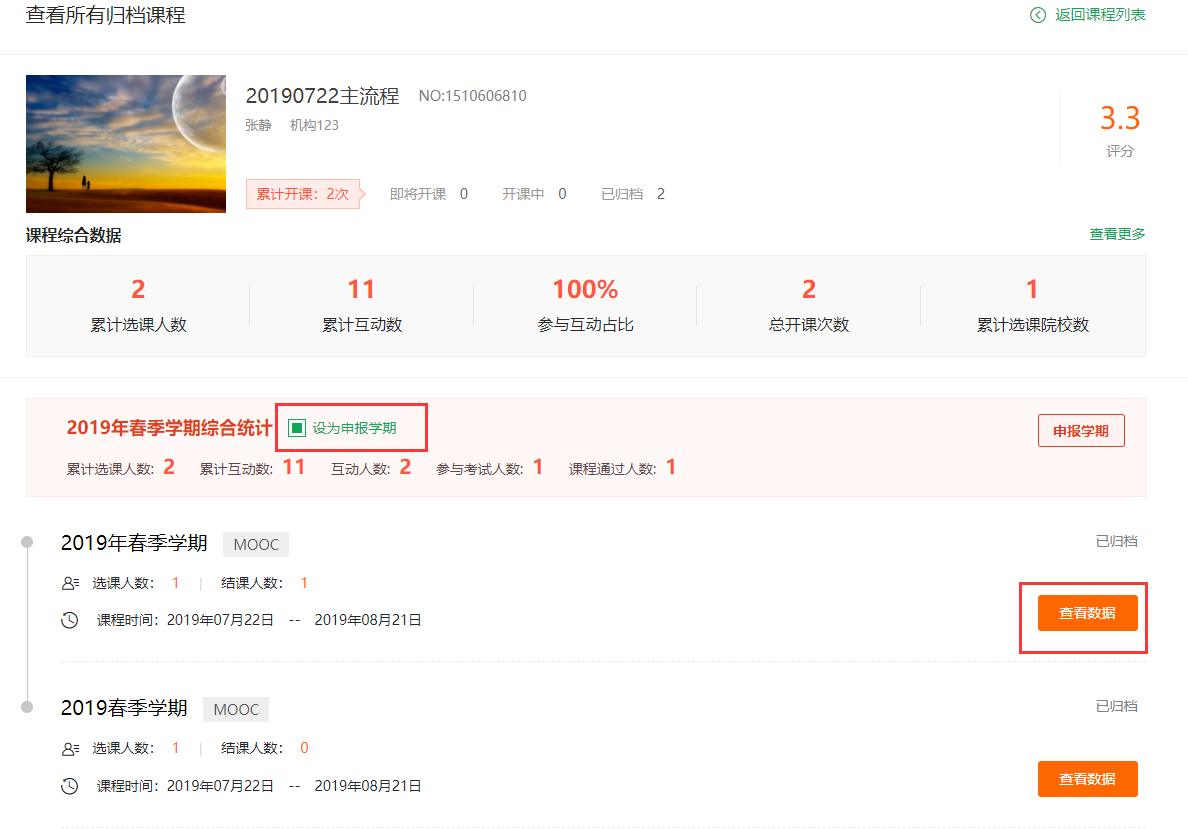 查看所有归档课程 返回课程列表
20190722主流程 NO:1510606810
张静 机构123
3.3
评分
累计开课：2次 即将开课 0 开课中 0 已归档 2
课程综合数据 查看更多
2 11 100% 2 1
累计选课人数 累计互动数 参与互动占比 总开课次数 累计选课院校数
2019年春季学期综合统计 设为申报学期 申报学期
累计选课人数: 2 累计互动数: 11 互动人数: 2 参与考试人数: 1 课程通过人数: 1
2019年春季学期 MOOC 已归档
选课人数： 1 | 结课人数： 1
查看数据
课程时间：2019年07月22日 -- 2019年08月21日
2019春季学期 MOOC 已归档
选课人数： 1 | 结课人数： 0
查看数据
课程时间：2019年07月22日 -- 2019年08月21日